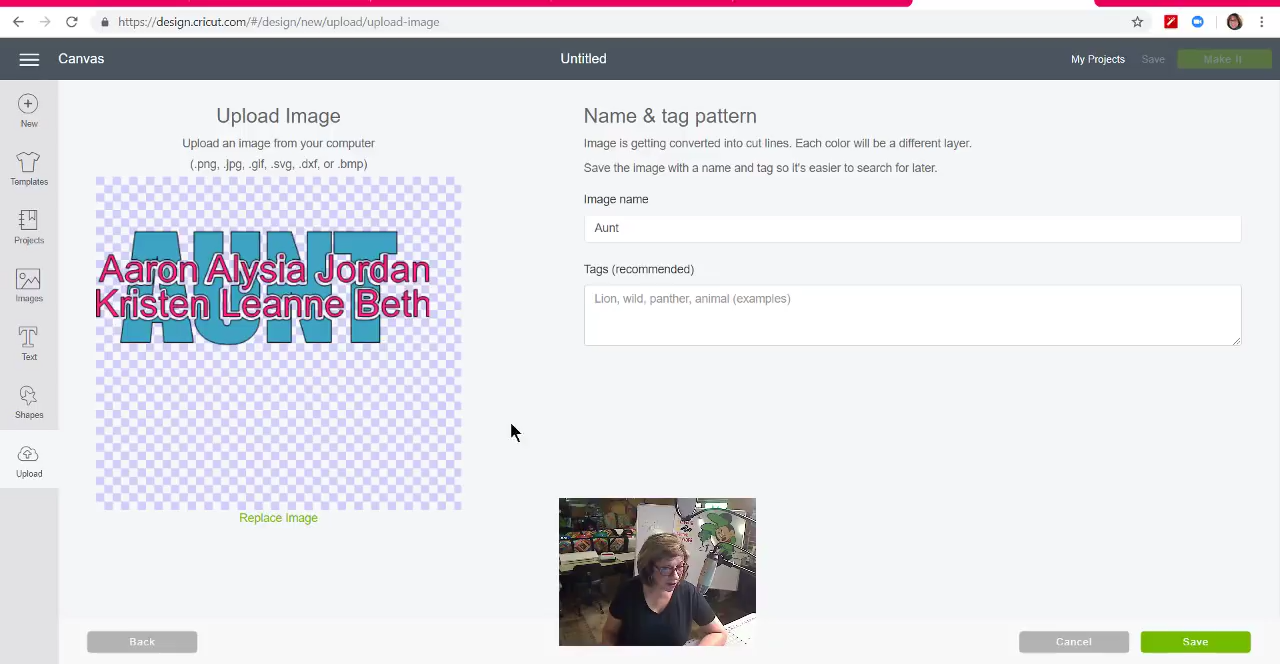 https://design.cricut.com/#/design/new/upload/upload-image
Canvas
Untitled
My Projects
Save
Make It
New
Templates
Projects
Images
Text
Shapes
Upload
Upload Image
Upload an image from your computer
(.png, .jpg, .gif, .svg, .dxf, or .bmp)
AUNT
Aaron Alysia Jordan
Kristen Leanne Beth
Replace Image
Name & tag pattern
Image is getting converted into cut lines. Each color will be a different layer.
Save the image with a name and tag so it's easier to search for later.
Image name
Aunt
Tags (recommended)
Lion, wild, panther, animal (examples)
Back
Cancel
Save